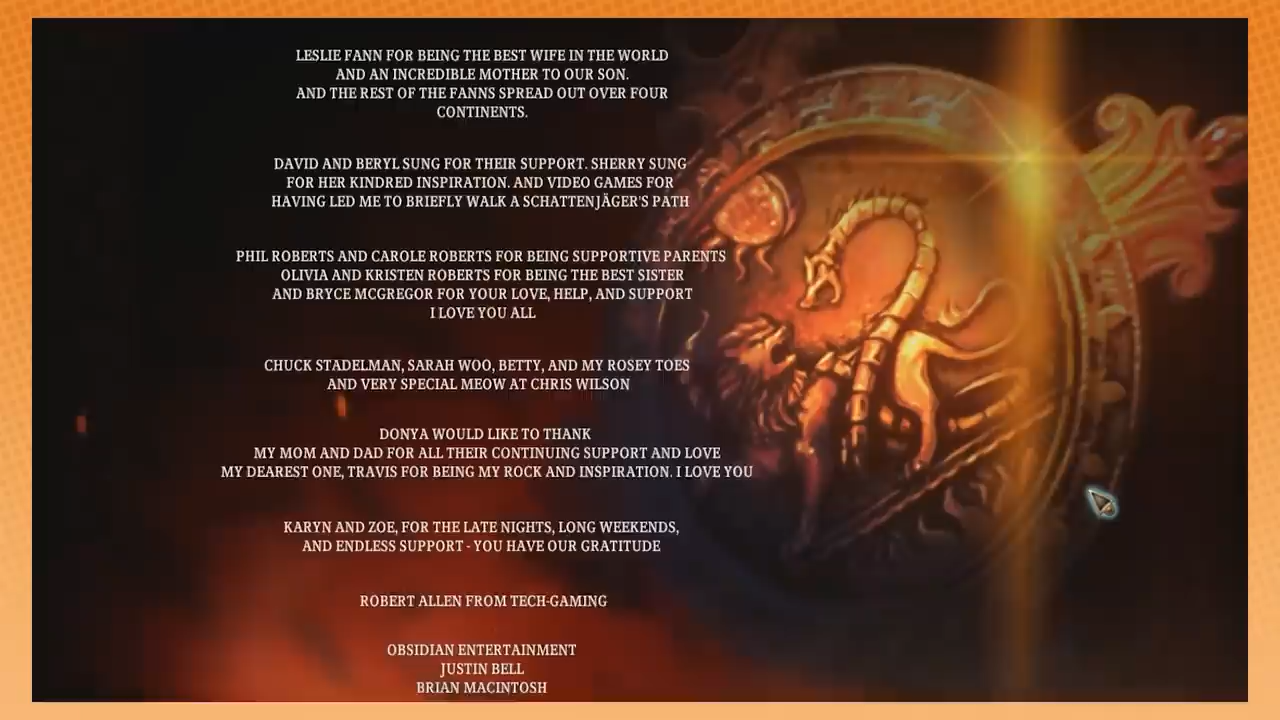 LESLIE FANN FOR BEING THE BEST WIFE IN THE WORLD
AND AN INCREDIBLE MOTHER TO OUR SON.
AND THE REST OF THE FANNS SPREAD OUT OVER FOUR
CONTINENTS.
DAVID AND BERYL SUNG FOR THEIR SUPPORT. SHERRY SUNG
FOR HER KINDRED INSPIRATION. AND VIDEO GAMES FOR
HAVING LED ME TO BRIEFLY WALK A SCHATTENJÄGER'S PATH
PHIL ROBERTS AND CAROLE ROBERTS FOR BEING SUPPORTIVE PARENTS
OLIVIA AND KRISTEN ROBERTS FOR BEING THE BEST SISTER
AND BRYCE MCGREGOR FOR YOUR LOVE, HELP, AND SUPPORT
I LOVE YOU ALL
CHUCK STADELMAN, SARAH WOO, BETTY, AND MY ROSEY TOES
AND VERY SPECIAL MEOW AT CHRIS WILSON
DONYA WOULD LIKE TO THANK
MY MOM AND DAD FOR ALL THEIR CONTINUING SUPPORT AND LOVE
MY DEAREST ONE, TRAVIS FOR BEING MY ROCK AND INSPIRATION. I LOVE YOU
KARYN AND ZOE, FOR THE LATE NIGHTS, LONG WEEKENDS,
AND ENDLESS SUPPORT - YOU HAVE OUR GRATITUDE
ROBERT ALLEN FROM TECH-GAMING
OBSIDIAN ENTERTAINMENT
JUSTIN BELL
BRIAN MACINTOSH